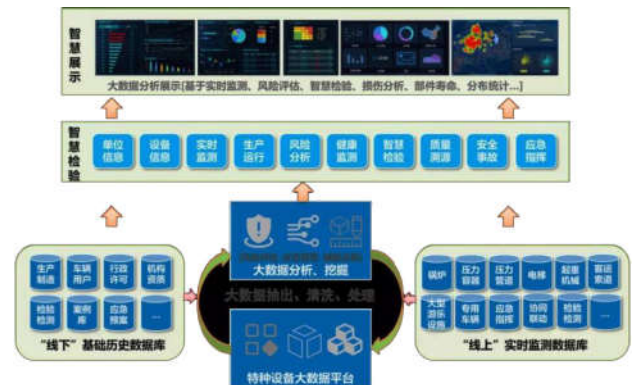 智慧展示
大数据分析展示[基于实时监测、风险评估、智慧检验、损伤分析、部件寿命、分布统计...]
智慧检验
单位信息
设备信息
实时监测
生产运行
风险分析
健康监测
智慧检验
质量溯源
安全事故
应急指挥
大数据分析、挖掘
大数据抽出、清洗、处理
特种设备大数据平台
生产制造
车辆用户
行政许可
机构资质
检验检测
案例库
应急预案
...
“线下”基础历史数据库
锅炉
压力容器
压力管道
电梯
起重机械
客运索道
大型游乐设施
专用车辆
应急指挥
协同联动
检验检测
...
“线上”实时监测数据库